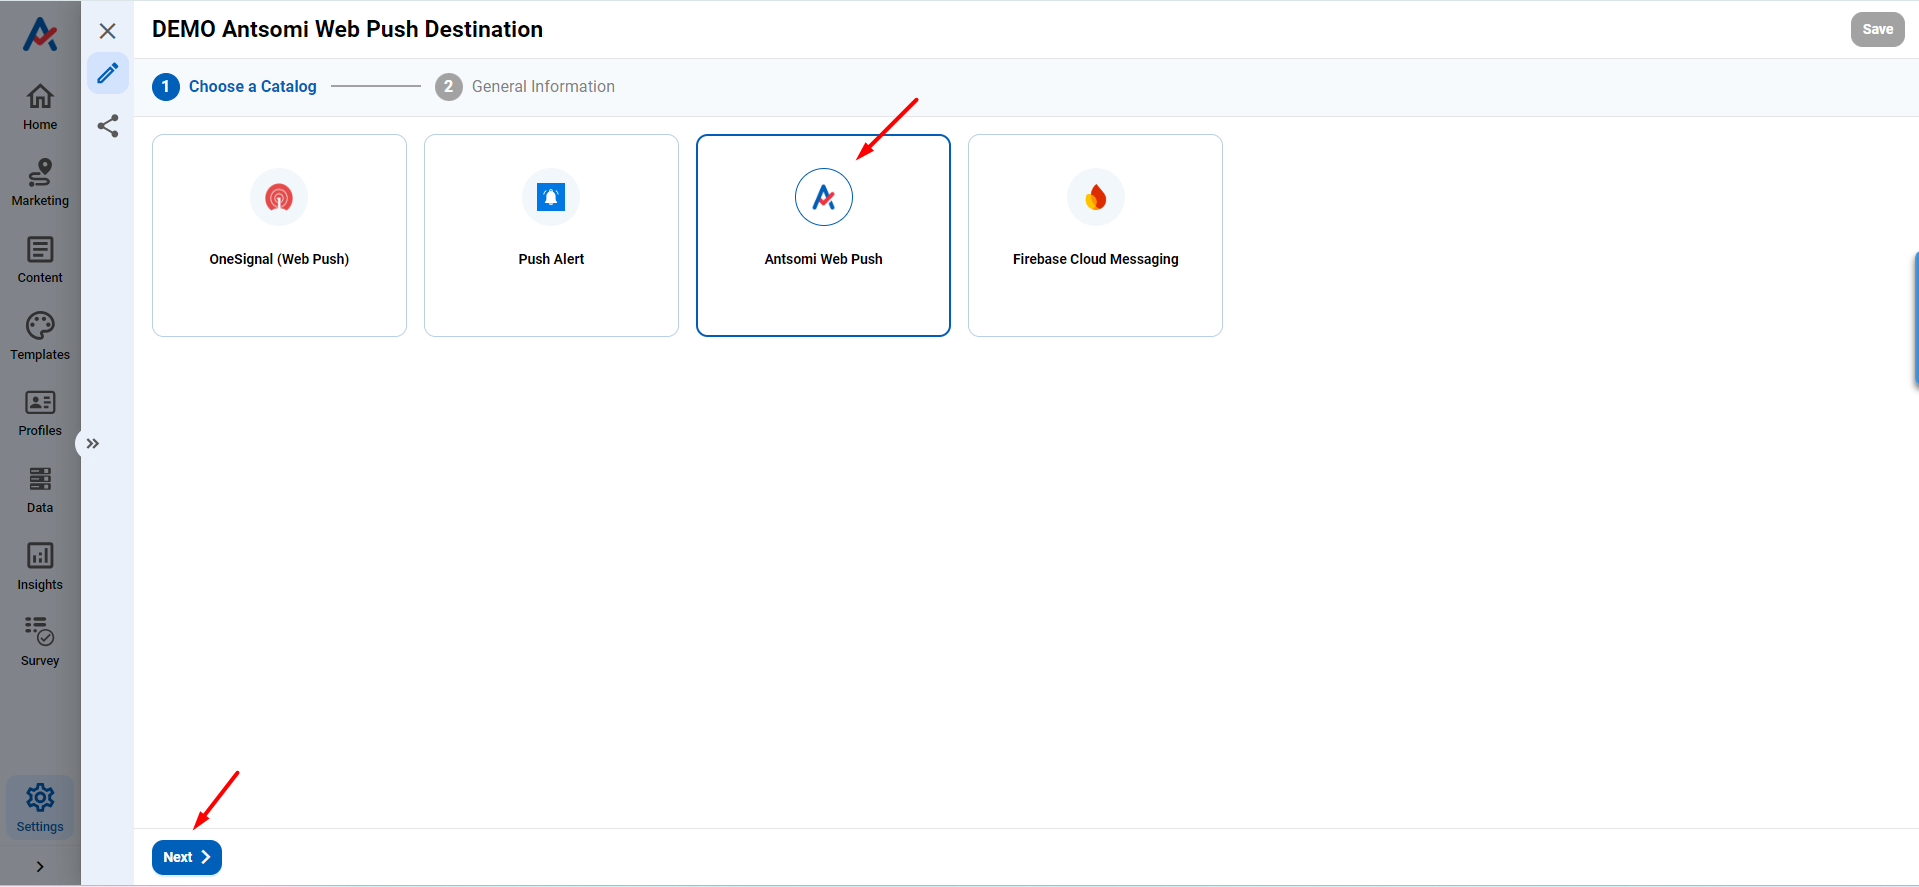 DEMO Antsomi Web Push Destination
Save
1 Choose a Catalog
2 General Information
Home
Marketing
Content
Templates
Profiles
Data
Insights
Survey
Settings
OneSignal (Web Push)
Push Alert
Antsomi Web Push
Firebase Cloud Messaging
Next